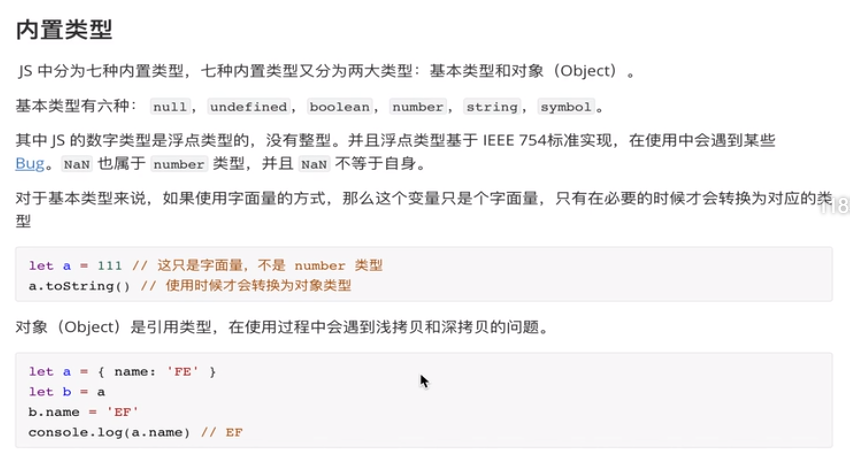 内置类型
JS 中分为七种内置类型，七种内置类型又分为两大类型：基本类型和对象（Object）。
基本类型有六种： null， undefined， boolean， number， string， symbol。
其中 JS 的数字类型是浮点类型的，没有整型。并且浮点类型基于 IEEE 754标准实现，在使用中会遇到某些
Bug。NaN 也属于 number 类型，并且 NaN 不等于自身。
对于基本类型来说，如果使用字面量的方式，那么这个变量只是个字面量，只有在必要的时候才会转换为对应的类
型
118
let a = 111 // 这只是字面量，不是 number 类型
a.toString() // 使用时候才会转换为对象类型
对象（Object）是引用类型，在使用过程中会遇到浅拷贝和深拷贝的问题。
let a = { name: 'FE' }
let b = a
b.name = 'EF'
console.log(a.name) // EF